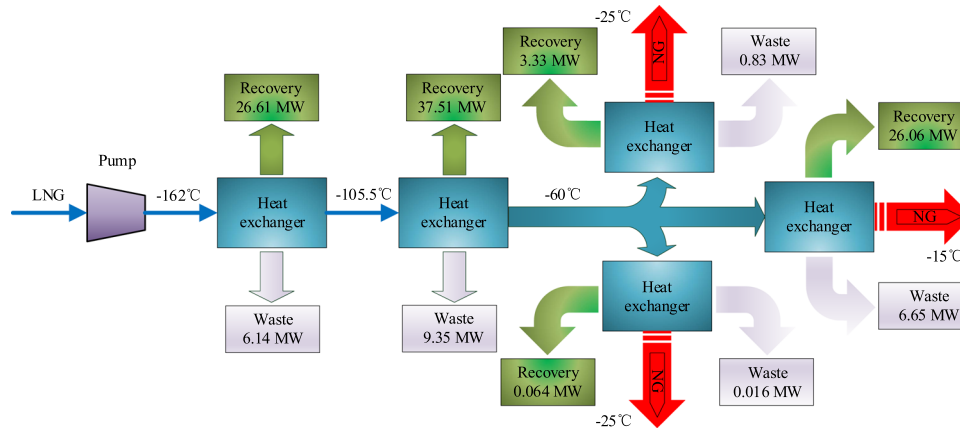 -25℃
NG
Recovery
3.33 MW
Waste
0.83 MW
Recovery
26.61 MW
Recovery
37.51 MW
Heat
exchanger
Recovery
26.06 MW
Pump
LNG
-162℃
Heat
exchanger
-105.5℃
Heat
exchanger
-60℃
Heat
exchanger
NG
-15℃
Waste
6.14 MW
Waste
9.35 MW
Heat
exchanger
Waste
6.65 MW
Recovery
0.064 MW
NG
Waste
0.016 MW
-25℃